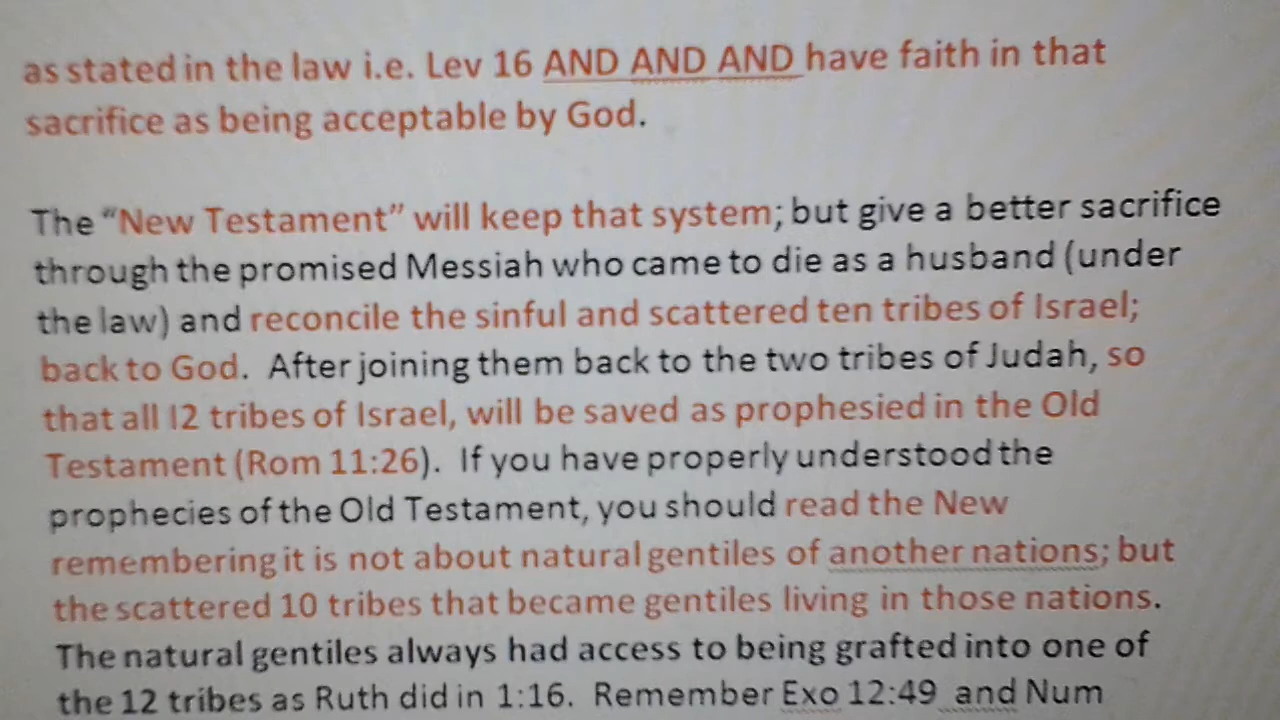 as stated in the law i.e. Lev 16 AND AND AND have faith in that
sacrifice as being acceptable by God.
The “New Testament” will keep that system; but give a better sacrifice
through the promised Messiah who came to die as a husband (under
the law) and reconcile the sinful and scattered ten tribes of Israel;
back to God. After joining them back to the two tribes of Judah, so
that all 12 tribes of Israel, will be saved as prophesied in the Old
Testament (Rom 11:26). If you have properly understood the
prophecies of the Old Testament, you should read the New
remembering it is not about natural gentiles of another nations; but
the scattered 10 tribes that became gentiles living in those nations.
The natural gentiles always had access to being grafted into one of
the 12 tribes as Ruth did in 1:16. Remember Exo 12:49 and Num